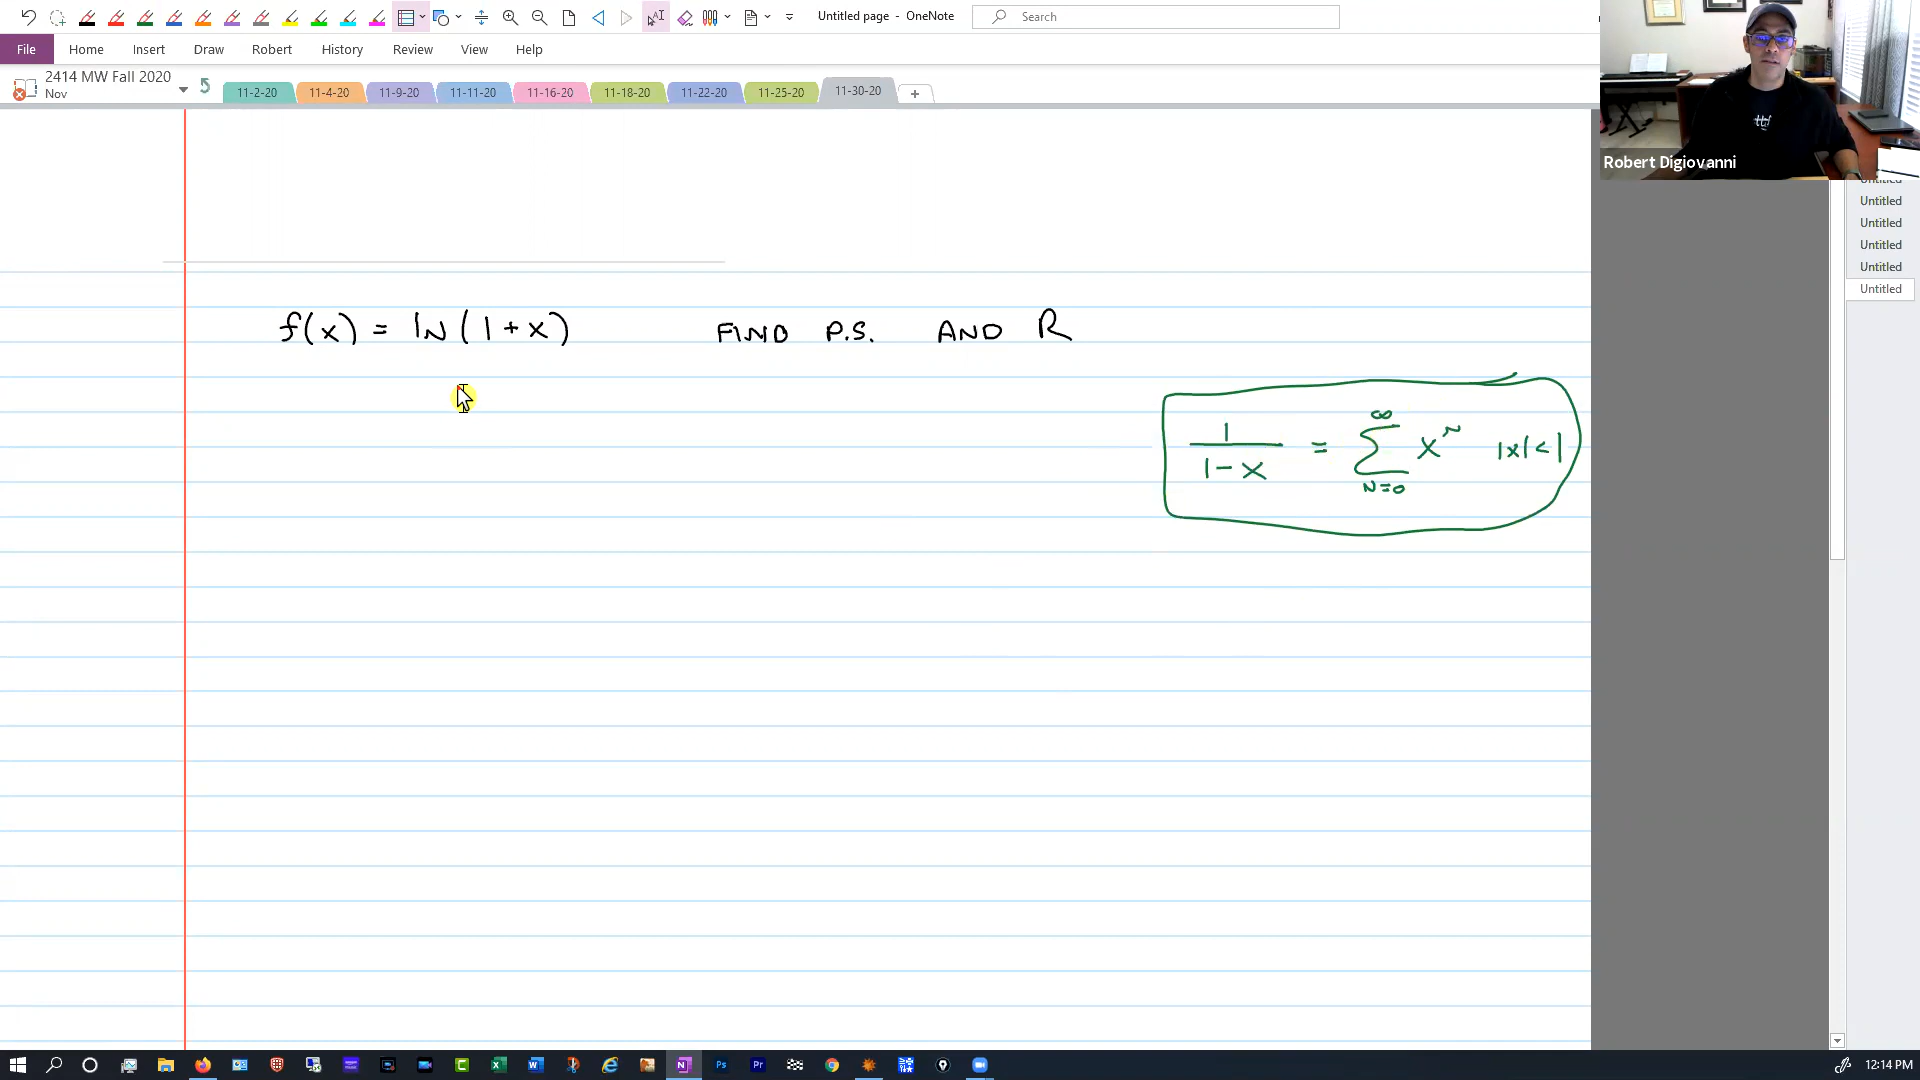 Untitled page - OneNote
Search
File Home Insert Draw Robert History Review View Help
2414 MW Fall 2020
Nov
11-2-20 11-4-20 11-9-20 11-11-20 11-16-20 11-18-20 11-22-20 11-25-20 11-30-20
Robert Digiovanni
Untitled
Untitled
Untitled
Untitled
Untitled
Untitled
f(x) = ln(1+x) FIND P.S. AND R
1/(1-x) = ∑_{N=0}^{∞} x^N |x|<1
12:14 PM